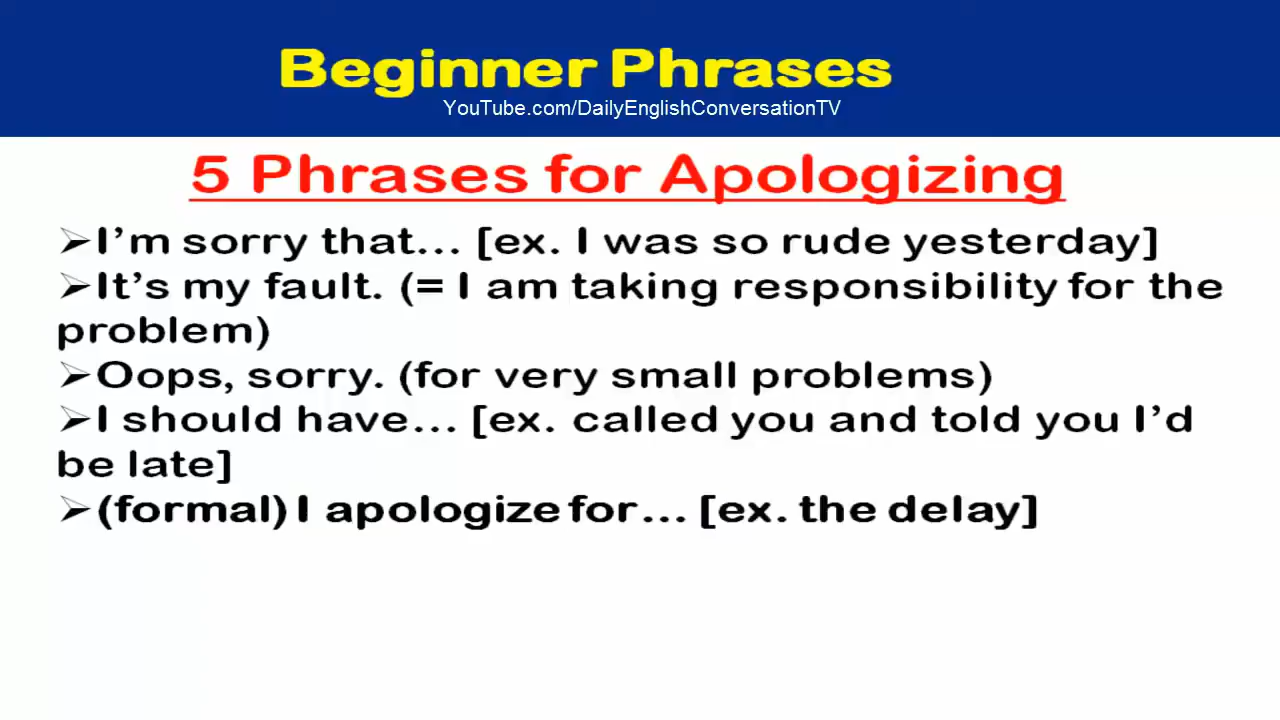 Beginner Phrases
YouTube.com/DailyEnglishConversationTV
5 Phrases for Apologizing
➢I’m sorry that... [ex. I was so rude yesterday]
➢It’s my fault. (= I am taking responsibility for the
problem)
➢Oops, sorry. (for very small problems)
➢I should have... [ex. called you and told you I’d
be late]
➢(formal) I apologize for... [ex. the delay]